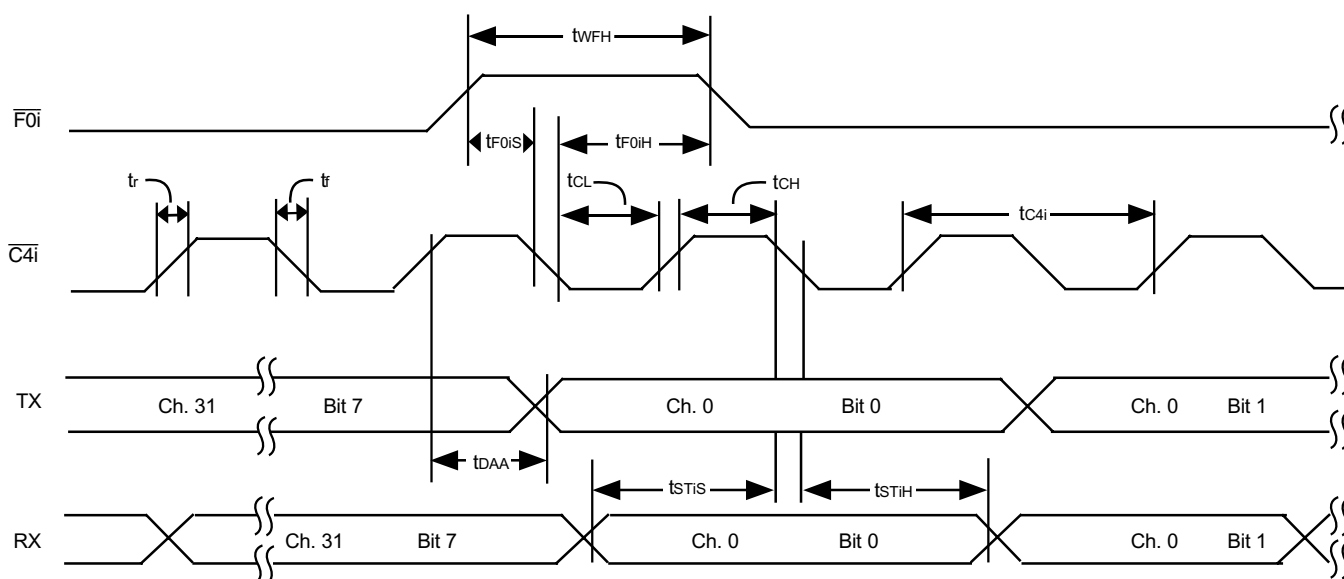 tWFH
F0i
tF0iS
tF0iH
tr
tf
tCL
tCH
tC4i
C4i
TX
Ch. 31 Bit 7
Ch. 0 Bit 0
Ch. 0 Bit 1
tDAA
tSTiS
tSTiH
RX
Ch. 31 Bit 7
Ch. 0 Bit 0
Ch. 0 Bit 1